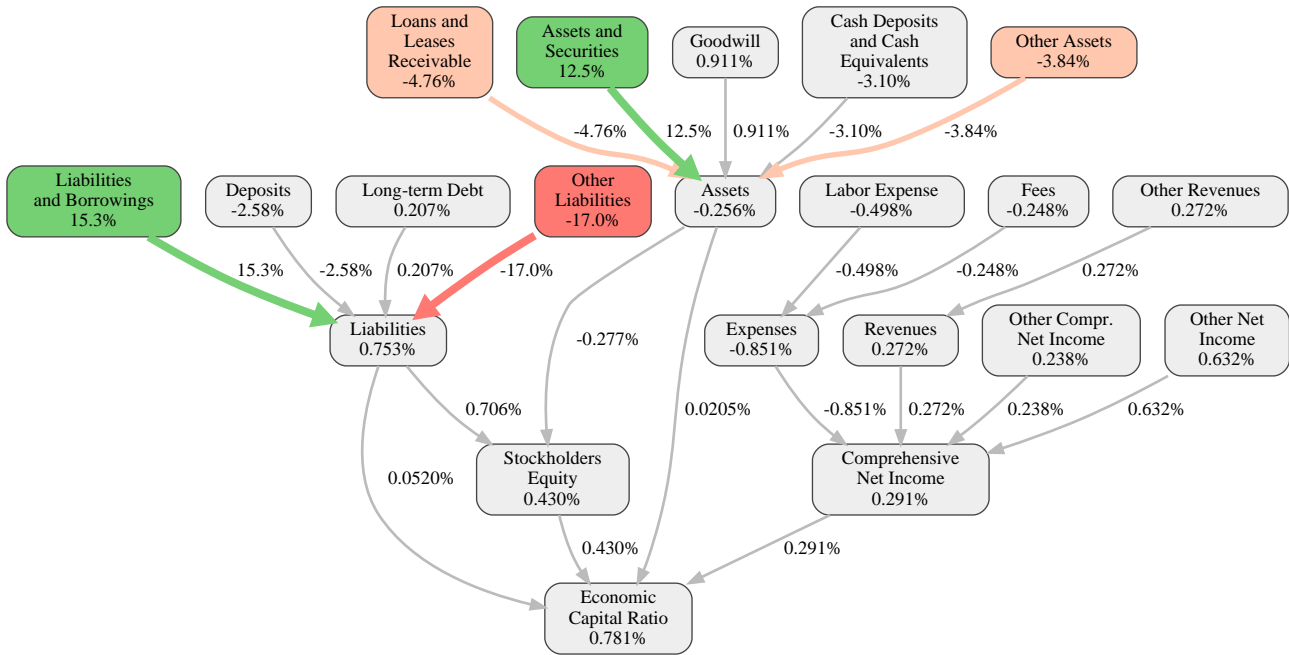 Loans and
Leases
Receivable
-4.76%
Assets and
Securities
12.5%
Goodwill
0.911%
Cash Deposits
and Cash
Equivalents
-3.10%
Other Assets
-3.84%
-4.76%
12.5%
0.911%
-3.10%
-3.84%
Liabilities
and Borrowings
15.3%
Deposits
-2.58%
Long-term Debt
0.207%
Other
Liabilities
-17.0%
Assets
-0.256%
Labor Expense
-0.498%
Fees
-0.248%
Other Revenues
0.272%
15.3%
-2.58%
0.207%
-17.0%
-0.498%
-0.248%
0.272%
Liabilities
0.753%
-0.277%
Expenses
-0.851%
Revenues
0.272%
Other Compr.
Net Income
0.238%
Other Net
Income
0.632%
0.706%
0.0205%
-0.851%
0.272%
0.238%
0.632%
0.0520%
Stockholders
Equity
0.430%
Comprehensive
Net Income
0.291%
0.430%
0.291%
Economic
Capital Ratio
0.781%